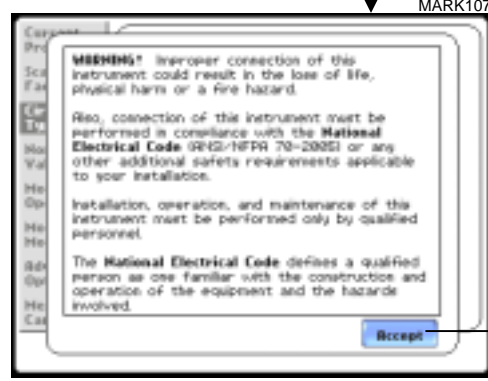 MARK107
WARNING! Improper connection of this
instrument could result in the loss of life,
physical harm or a fire hazard.
Also, connection of this instrument must be
performed in compliance with the National
Electrical Code (ANSI/NFPA 70-2005) or any
other additional safety requirements applicable
to your installation.
Installation, operation, and maintenance of this
instrument must be performed only by qualified
personnel.
The National Electrical Code defines a qualified
person as one familiar with the construction and
operation of the equipment and the hazards
involved.
Accept